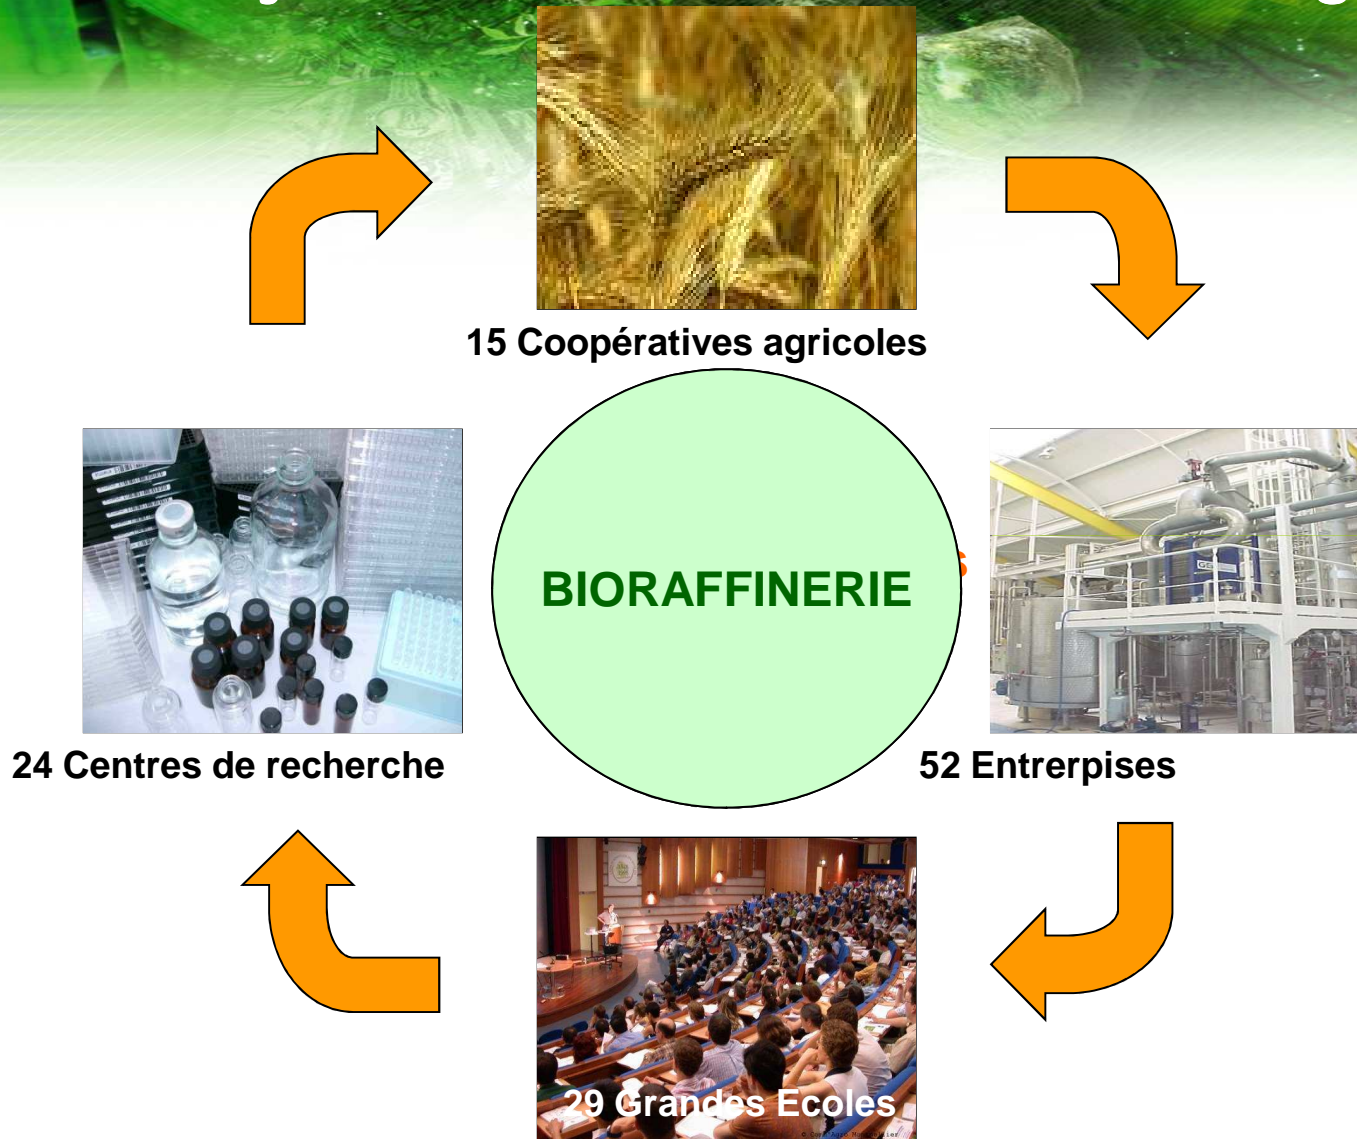 15 Coopératives agricoles
BIORAFFINERIE
24 Centres de recherche
52 Entrerpises
29 Grandes Ecoles